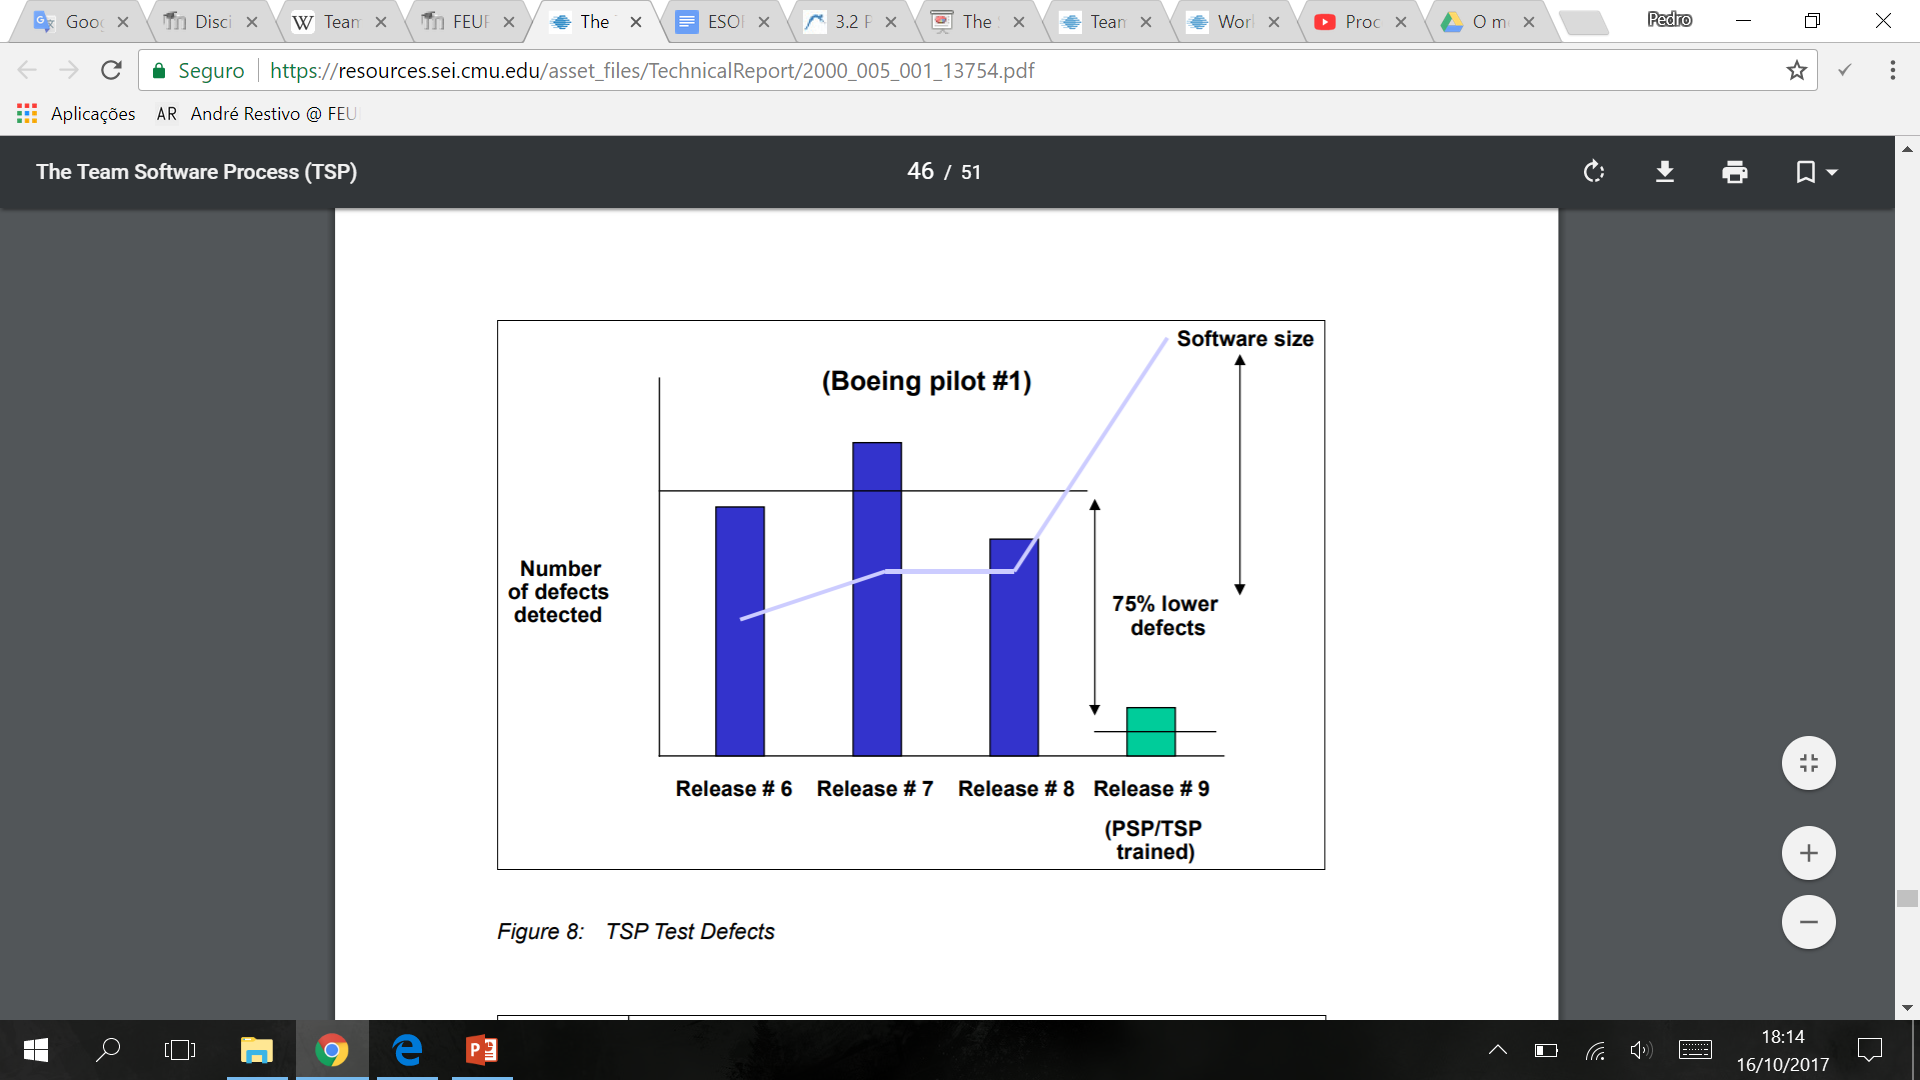 Goo
Disci
W Team
FEUF
The
ESO
3.2 F
The
Tean
Worl
Proc
O m
Pedro
Seguro https://resources.sei.cmu.edu/asset_files/TechnicalReport/2000_005_001_13754.pdf
Aplicações AR André Restivo @ FEU
The Team Software Process (TSP) 46 / 51
Software size
(Boeing pilot #1)
Number
of defects
detected
75% lower
defects
Release # 6 Release # 7 Release # 8 Release # 9
(PSP/TSP
trained)
Figure 8: TSP Test Defects
18:14
16/10/2017